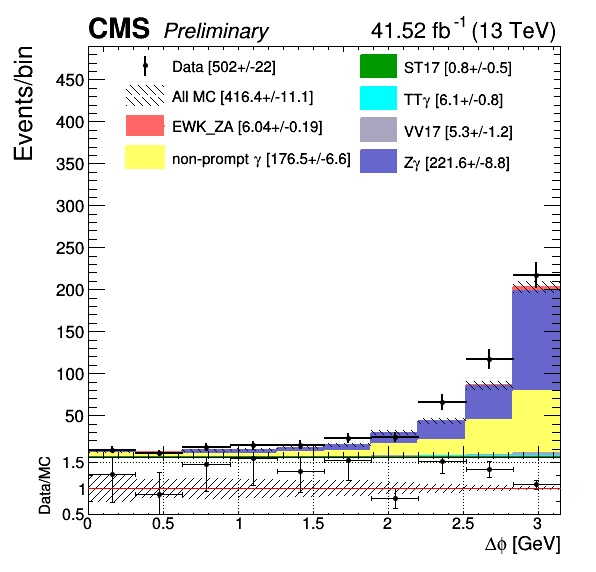 CMS Preliminary 41.52 fb⁻¹ (13 TeV)
Events/bin
Data [502+/-22]
All MC [416.4+/-11.1]
EWK_ZA [6.04+/-0.19]
non-prompt γ [176.5+/-6.6]
ST17 [0.8+/-0.5]
TTγ [6.1+/-0.8]
VV17 [5.3+/-1.2]
Zγ [221.6+/-8.8]
450
400
350
300
250
200
150
100
50
Data/MC
1.5
1
0.5
0 0.5 1 1.5 2 2.5 3
Δϕ [GeV]